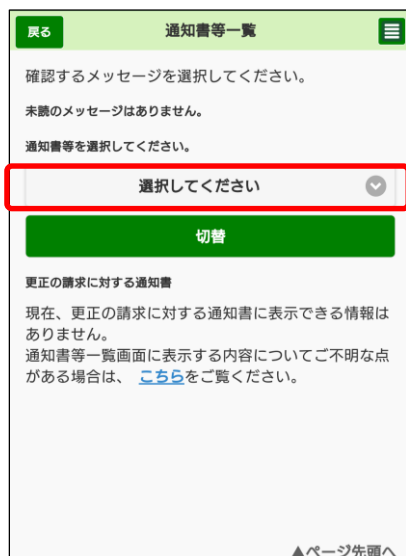 戻る
通知書等一覧
確認するメッセージを選択してください。
未読のメッセージはありません。
通知書等を選択してください。
選択してください
切替
更正の請求に対する通知書
現在、更正の請求に対する通知書に表示できる情報は
ありません。
通知書等一覧画面に表示する内容についてご不明な点
がある場合は、 こちらをご覧ください。
▲ページ先頭へ